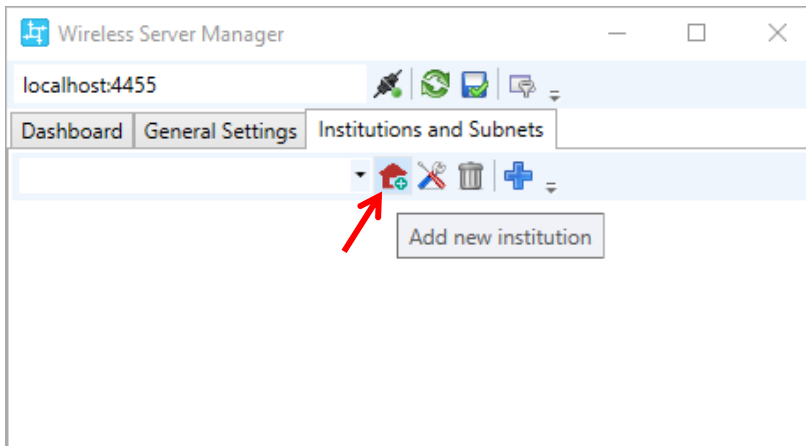 Wireless Server Manager
localhost:4455
Dashboard General Settings Institutions and Subnets
Add new institution